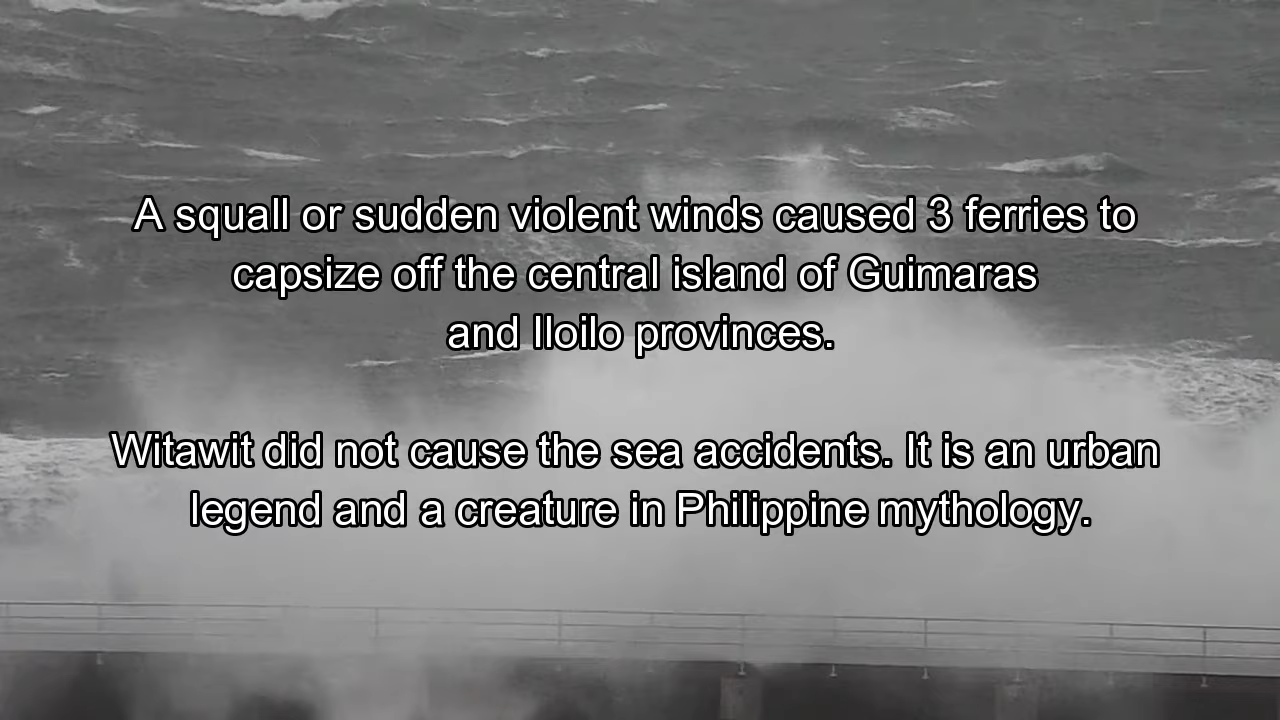 A squall or sudden violent winds caused 3 ferries to
capsize off the central island of Guimaras
and Iloilo provinces.
Witawit did not cause the sea accidents. It is an urban
legend and a creature in Philippine mythology.